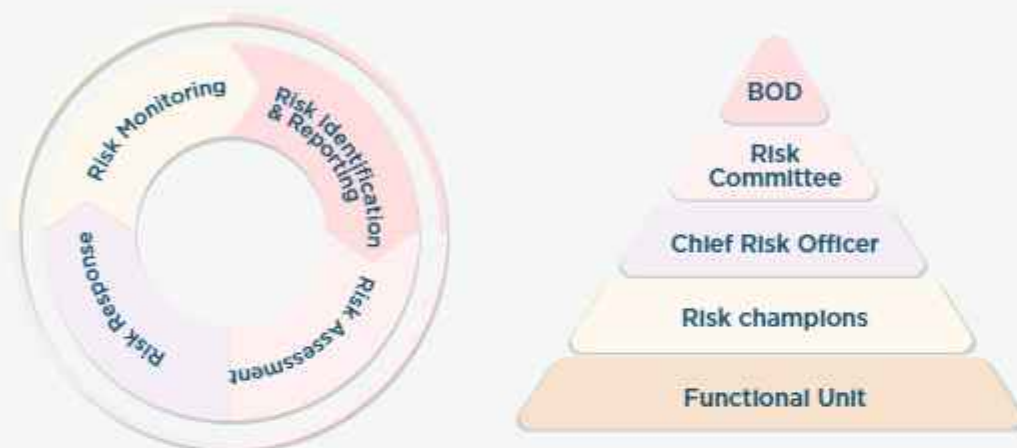 Risk Monitoring
Risk Identification
& Reporting
Risk Assessment
Risk Response
BOD
Risk
Committee
Chief Risk Officer
Risk champions
Functional Unit